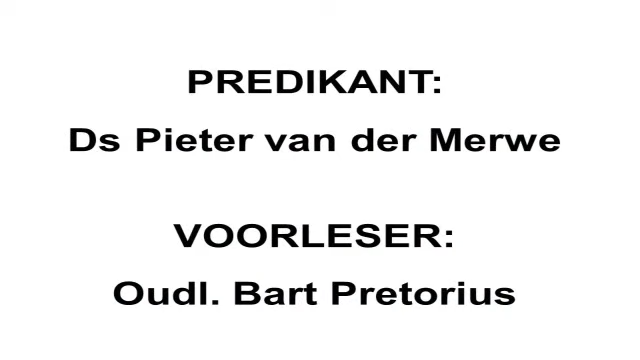 PREDIKANT:
Ds Pieter van der Merwe
VOORLESER:
Oudl. Bart Pretorius